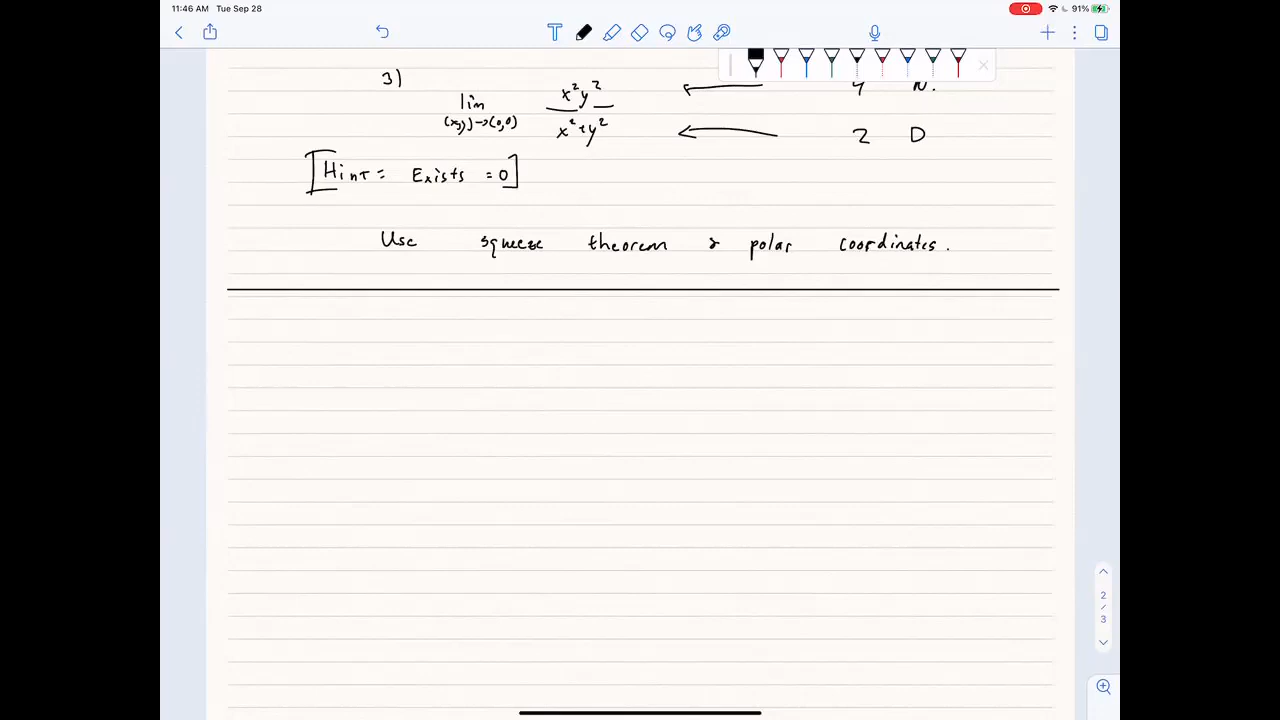 11:46 AM Tue Sep 28
91%
3)
lim x²y²
(x,y)→(0,0) x²+y²
2 D
[Hint = Exists = 0]
Use squeeze theorem & polar coordinates.
2
/
3